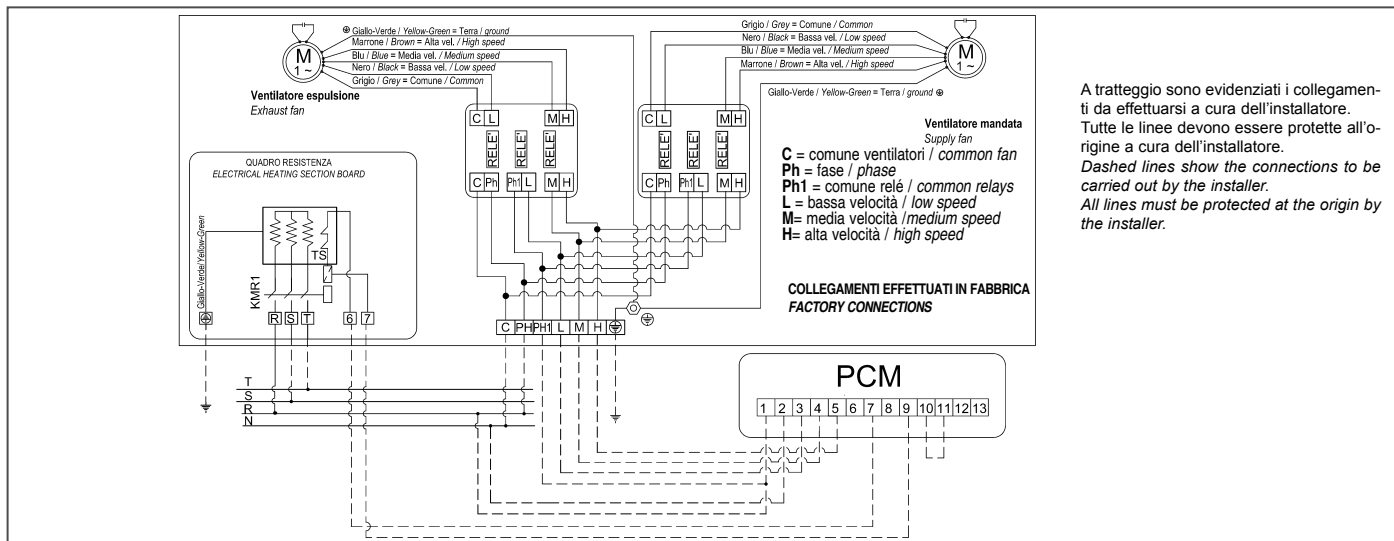 ⊕ Giallo-Verde / Yellow-Green = Terra / ground
Marrone / Brown = Alta vel. / High speed
Blu / Blue = Media vel. / Medium speed
Nero / Black = Bassa vel. / Low speed
Grigio / Grey = Comune / Common
M
1 ~
Ventilatore espulsione
Exhaust fan
Grigio / Grey = Comune / Common
Nero / Black = Bassa vel. / Low speed
Blu / Blue = Media vel. / Medium speed
Marrone / Brown = Alta vel. / High speed
Giallo-Verde / Yellow-Green = Terra / ground ⊕
M
1 ~
Ventilatore mandata
Supply fan
C L M H
RELE' RELE' RELE'
C Ph Ph1 L M H
C L M H
RELE' RELE' RELE'
C Ph Ph1 L M H
C = comune ventilatori / common fan
Ph = fase / phase
Ph1 = comune relé / common relays
L = bassa velocità / low speed
M= media velocità /medium speed
H= alta velocità / high speed
COLLEGAMENTI EFFETTUATI IN FABBRICA
FACTORY CONNECTIONS
QUADRO RESISTENZA
ELECTRICAL HEATING SECTION BOARD
Giallo-Verde/Yellow-Green
TS
KMR1
R S T 6 7
C PH PH1 L M H
T
S
R
N
PCM
1 2 3 4 5 6 7 8 9 10 11 12 13
A tratteggio sono evidenziati i collegamen-
ti da effettuarsi a cura dell'installatore.
Tutte le linee devono essere protette all'o-
rigine a cura dell'installatore.
Dashed lines show the connections to be
carried out by the installer.
All lines must be protected at the origin by
the installer.